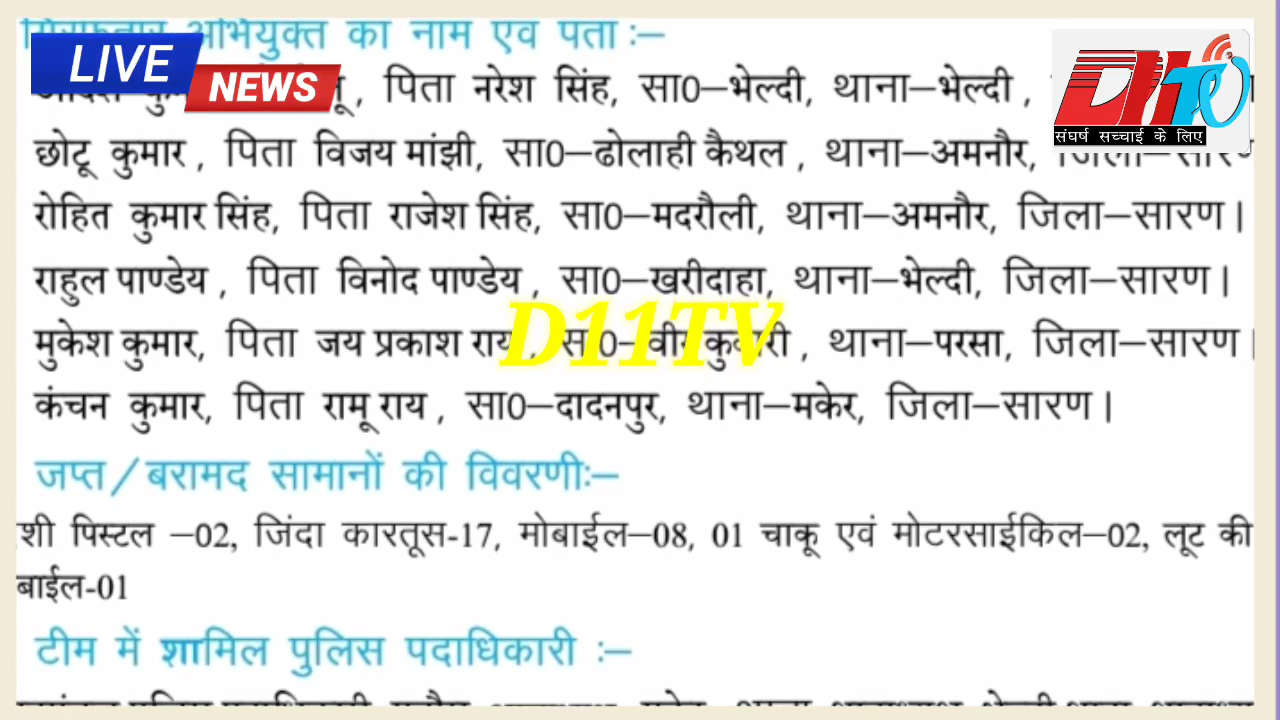 अभियुक्त का नाम एव पता :–
LIVE
NEWS
पिता नरेश सिंह, सा0–भेल्दी, थाना–भेल्दी ,
संघर्ष सच्चाई के लिए
छोटू कुमार , पिता विजय मांझी, सा0–ढोलाही कैथल , थाना–अमनौर, जिला–सारण
रोहित कुमार सिंह, पिता राजेश सिंह, सा0–मदरौली, थाना–अमनौर, जिला–सारण।
राहुल पाण्डेय , पिता विनोद पाण्डेय , सा0–खरीदाहा, थाना–भेल्दी, जिला–सारण।
मुकेश कुमार, पिता जय प्रकाश राय , सा0– , थाना–परसा, जिला–सारण।
D11TV
कंचन कुमार, पिता रामू राय , सा0–दादनपुर, थाना–मकेर, जिला–सारण।
जप्त/बरामद सामानों की विवरणीः–
शी पिस्टल –02, जिंदा कारतूस-17, मोबाईल–08, 01 चाकू एवं मोटरसाईकिल–02, लूट की
बाईल-01
टीम में शामिल पुलिस पदाधिकारी :–